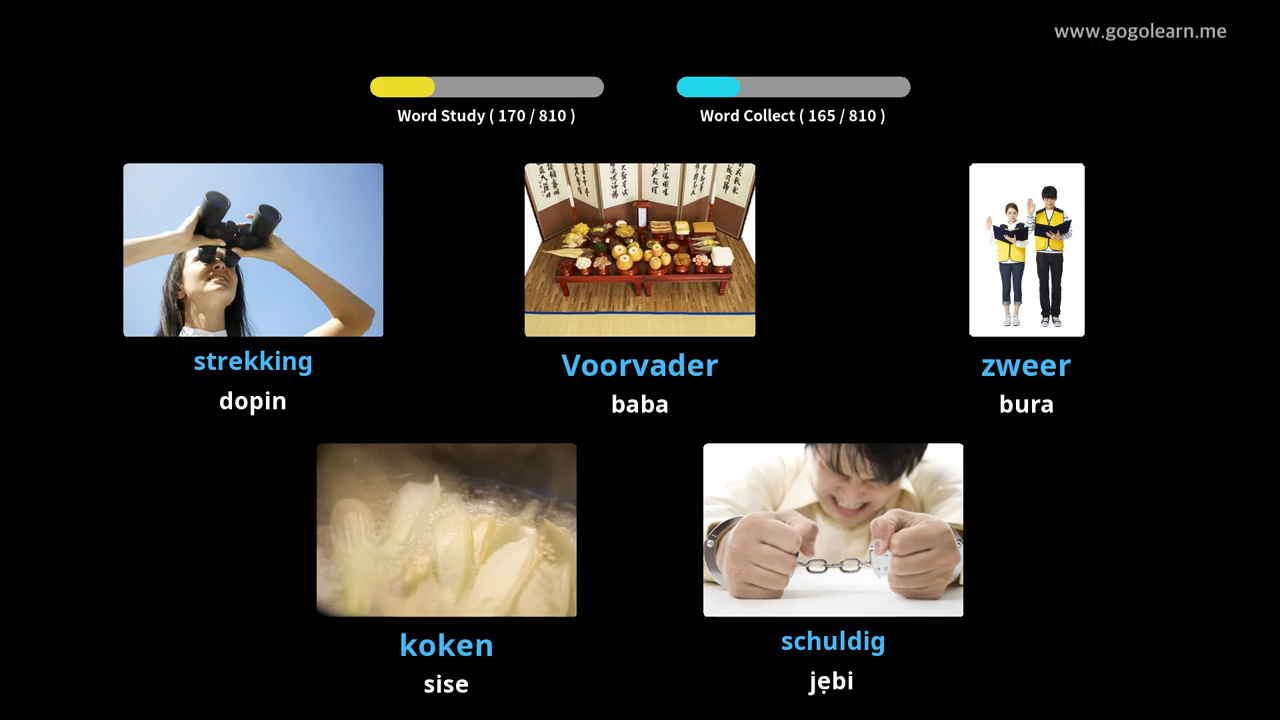 www.gogolearn.me
Word Study ( 170 / 810 )
Word Collect ( 165 / 810 )
strekking
dopin
Voorvader
baba
zweer
bura
koken
sise
schuldig
jẹbi